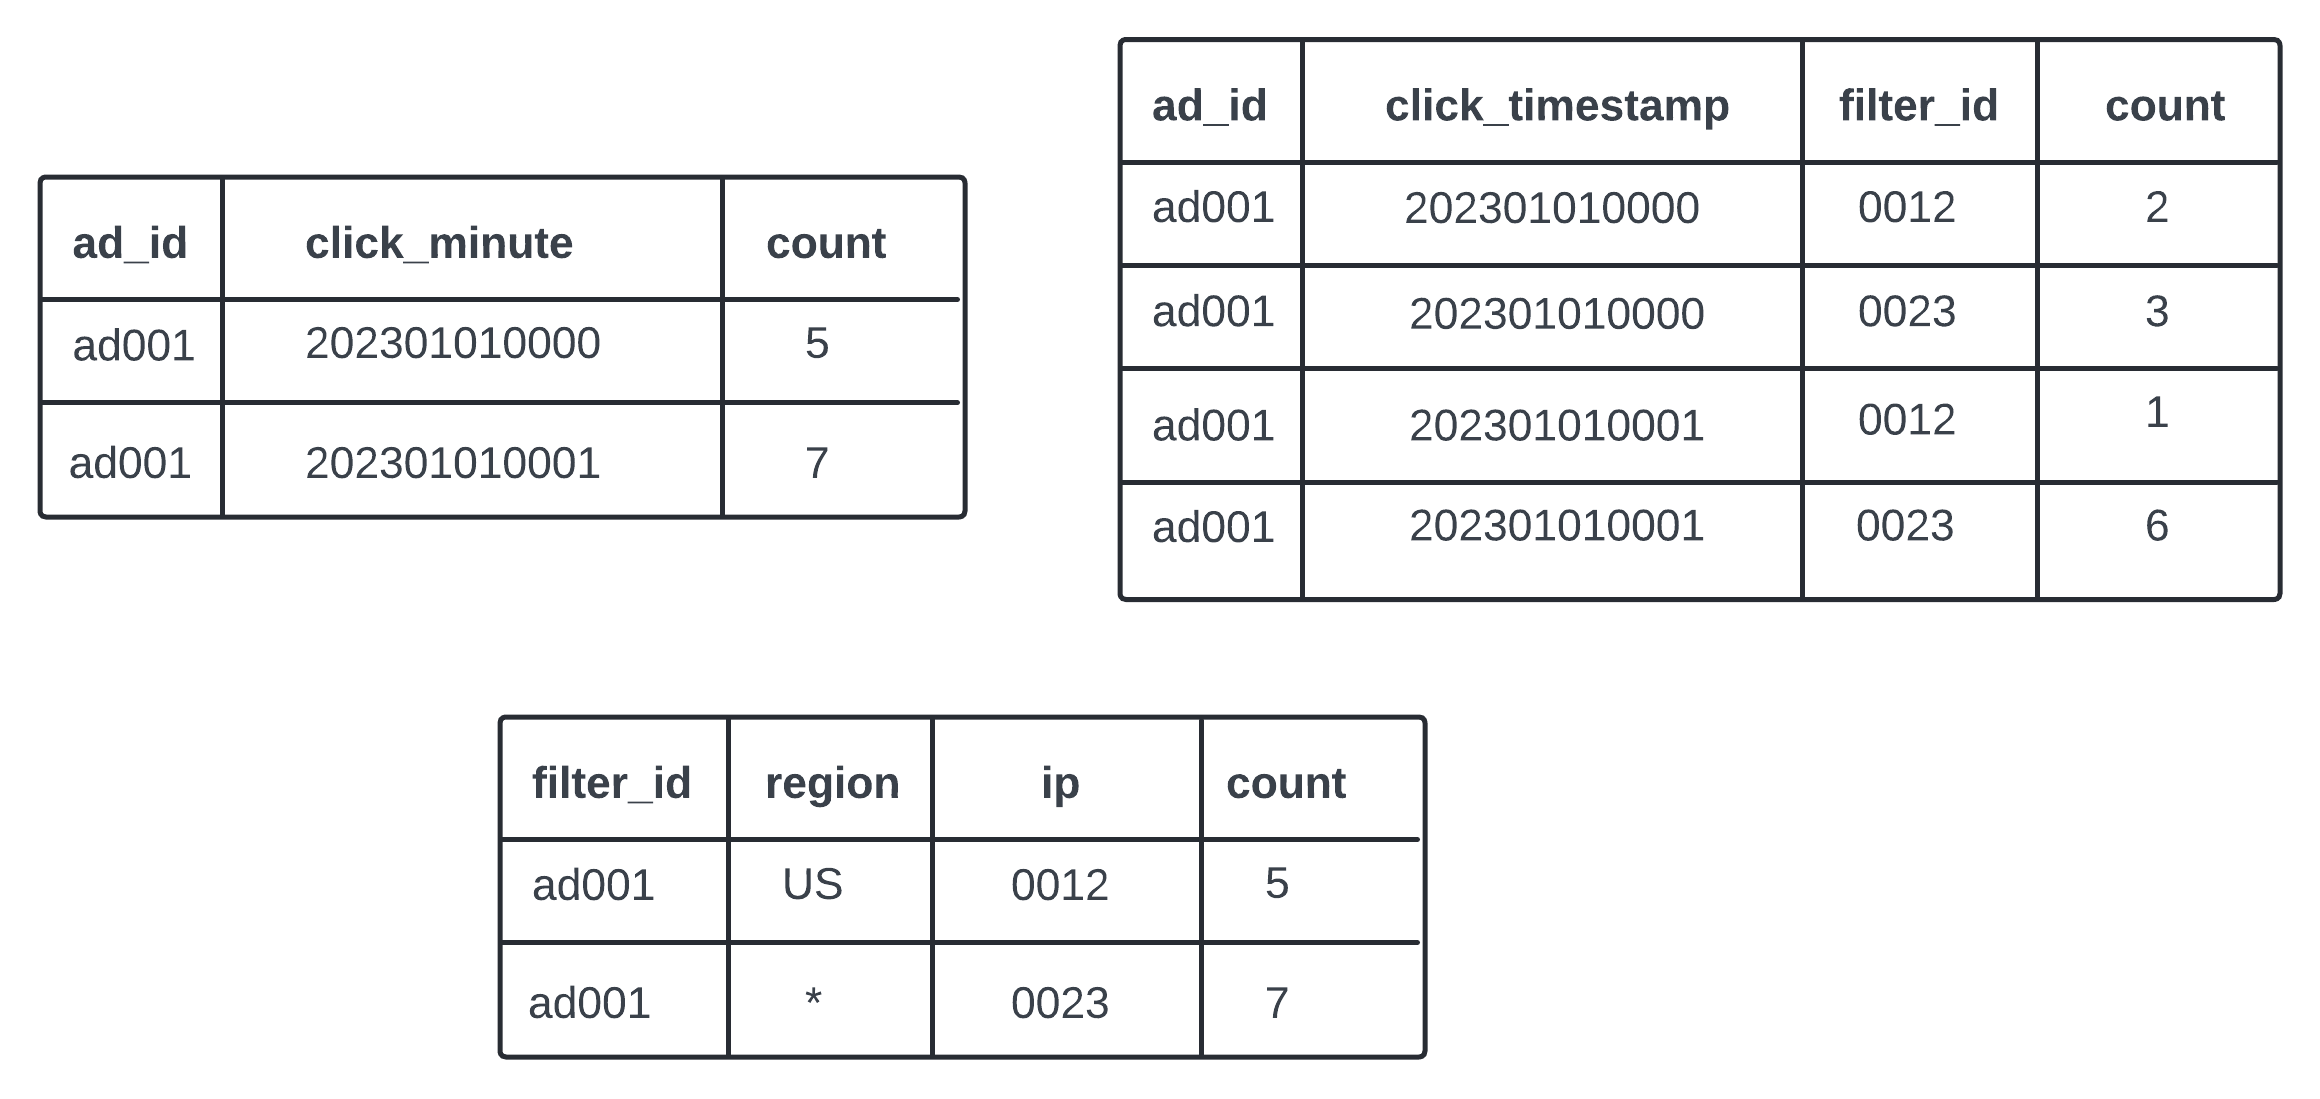 ad_id click_minute count
ad001 202301010000 5
ad001 202301010001 7
ad_id click_timestamp filter_id count
ad001 202301010000 0012 2
ad001 202301010000 0023 3
ad001 202301010001 0012 1
ad001 202301010001 0023 6
filter_id region ip count
ad001 US 0012 5
ad001 * 0023 7